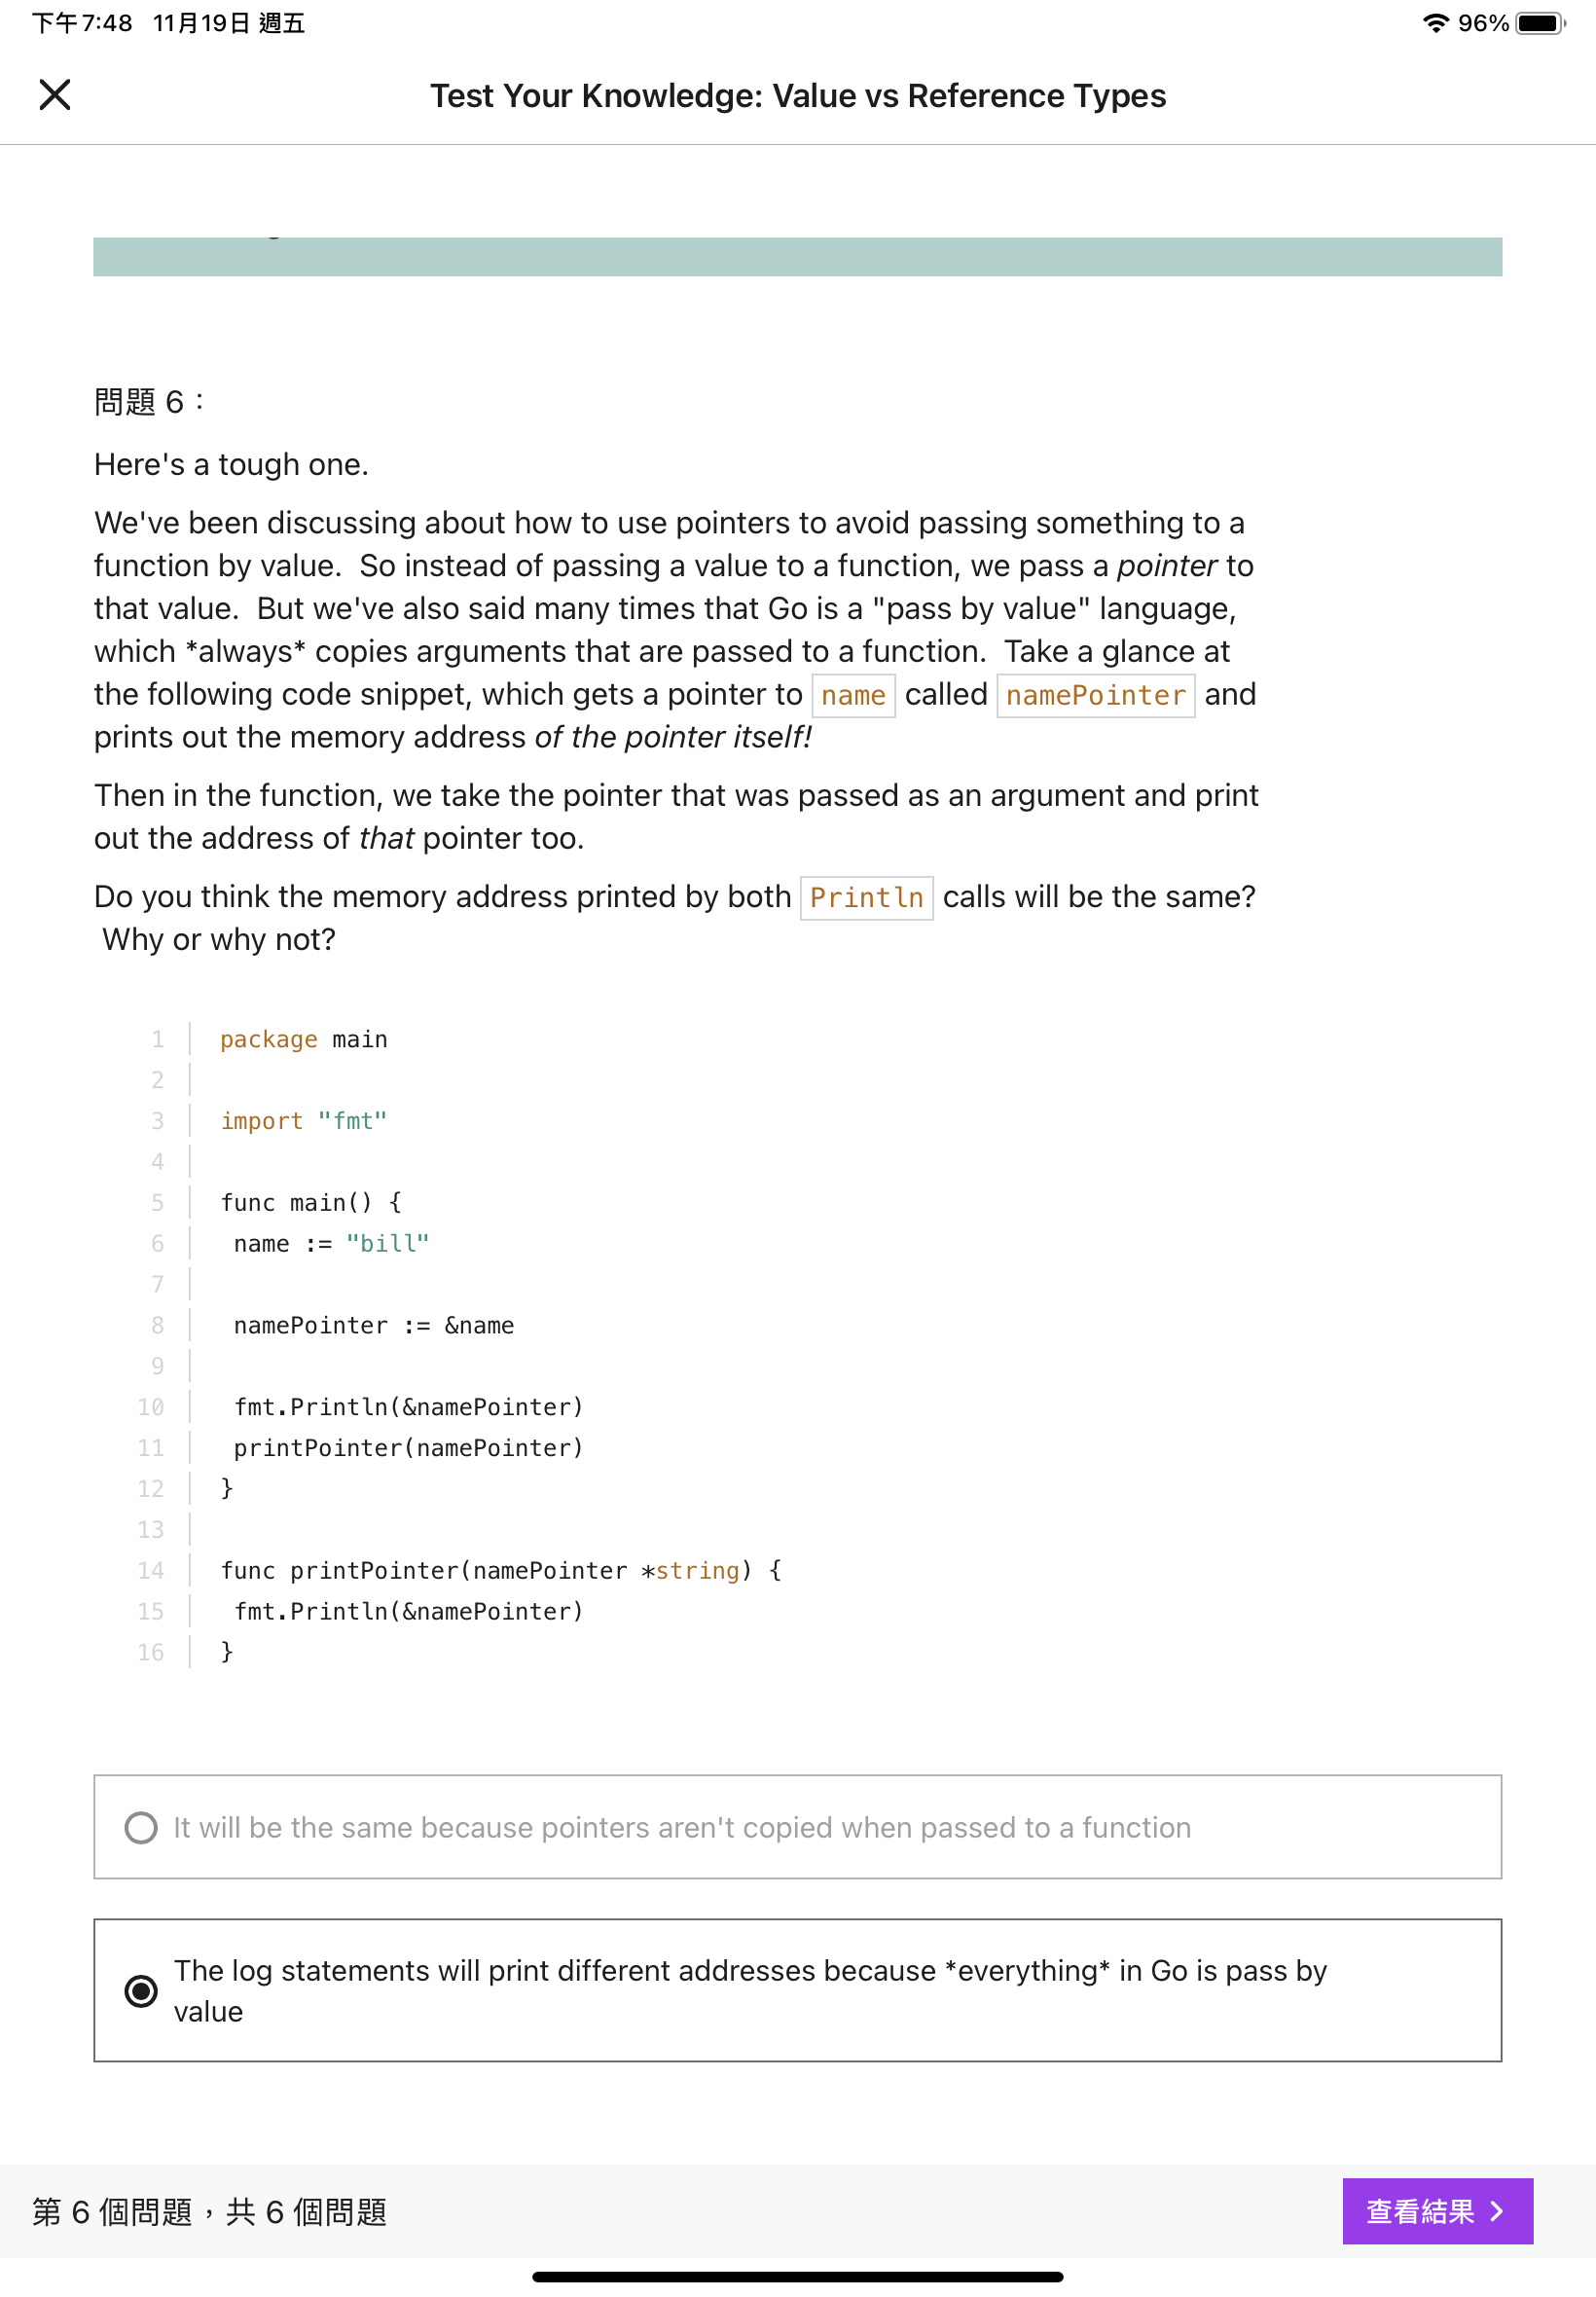 下午7:48 11月19日 週五
96%
Test Your Knowledge: Value vs Reference Types
問題 6：
Here's a tough one.
We've been discussing about how to use pointers to avoid passing something to a
function by value.  So instead of passing a value to a function, we pass a pointer to
that value.  But we've also said many times that Go is a "pass by value" language,
which *always* copies arguments that are passed to a function.  Take a glance at
the following code snippet, which gets a pointer to name called namePointer and
prints out the memory address of the pointer itself!
Then in the function, we take the pointer that was passed as an argument and print
out the address of that pointer too.
Do you think the memory address printed by both Println calls will be the same?
Why or why not?
1 package main
2
3 import "fmt"
4
5 func main() {
6  name := "bill"
7
8  namePointer := &name
9
10  fmt.Println(&namePointer)
11  printPointer(namePointer)
12 }
13
14 func printPointer(namePointer *string) {
15  fmt.Println(&namePointer)
16 }
It will be the same because pointers aren't copied when passed to a function
The log statements will print different addresses because *everything* in Go is pass by
value
第 6 個問題，共 6 個問題
查看結果